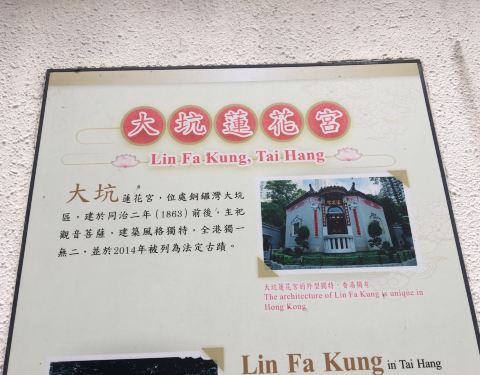 大坑蓮花宮
Lin Fa Kung, Tai Hang
大坑蓮花宮，位處銅鑼灣大坑
區，建於同治二年（1863）前後，主祀
觀音菩薩，建築風格獨特，全港獨一
無二，並於2014年被列為法定古蹟。
大坑蓮花宮的外型獨特，香港獨有
The architecture of Lin Fa Kung is unique in
Hong Kong
Lin Fa Kung in Tai Hang